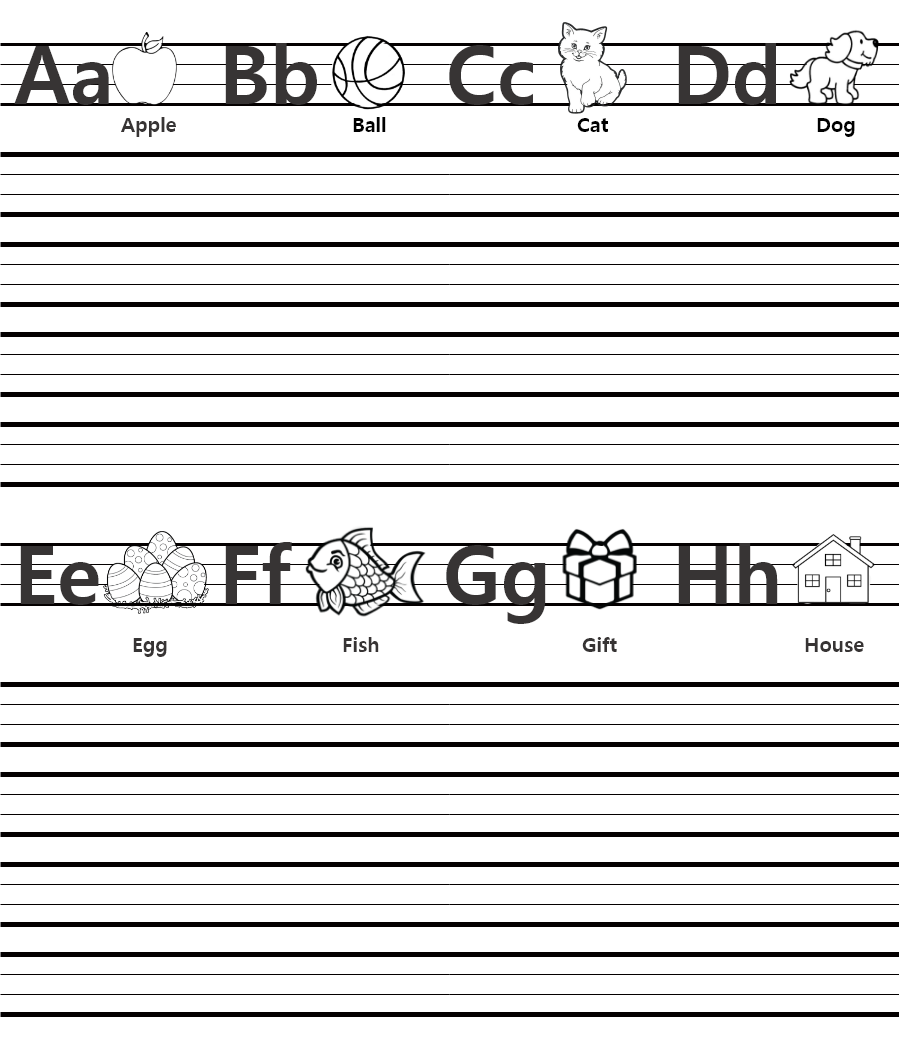 Aa Bb Cc Dd
Apple Ball Cat Dog
Ee Ff Gg Hh
Egg Fish Gift House